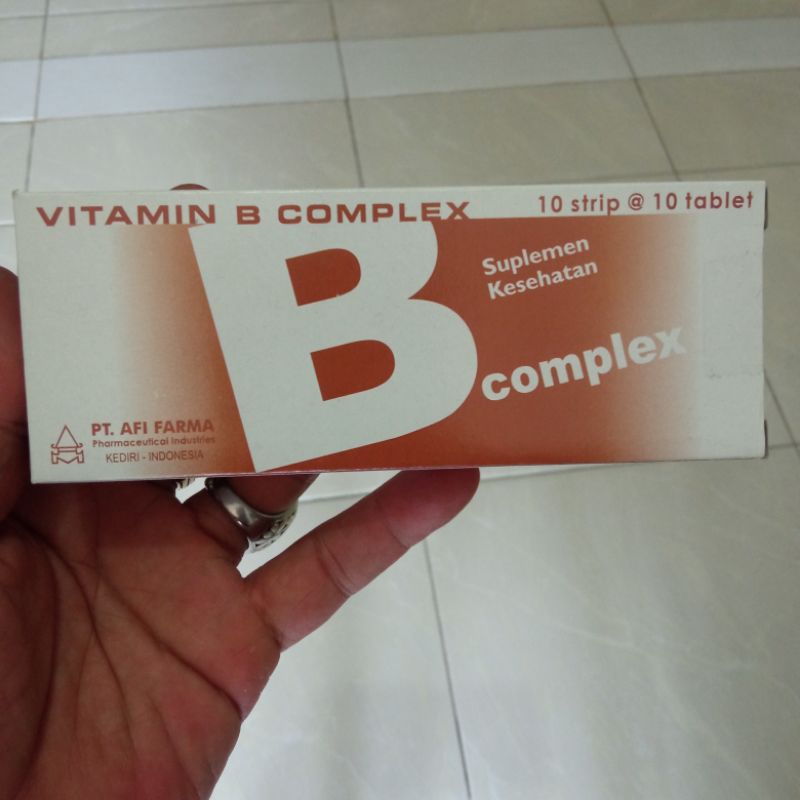 VITAMIN B COMPLEX
10 strip @ 10 tablet
B
complex
Suplemen
Kesehatan
PT. AFI FARMA
Pharmaceutical Industries
KEDIRI - INDONESIA